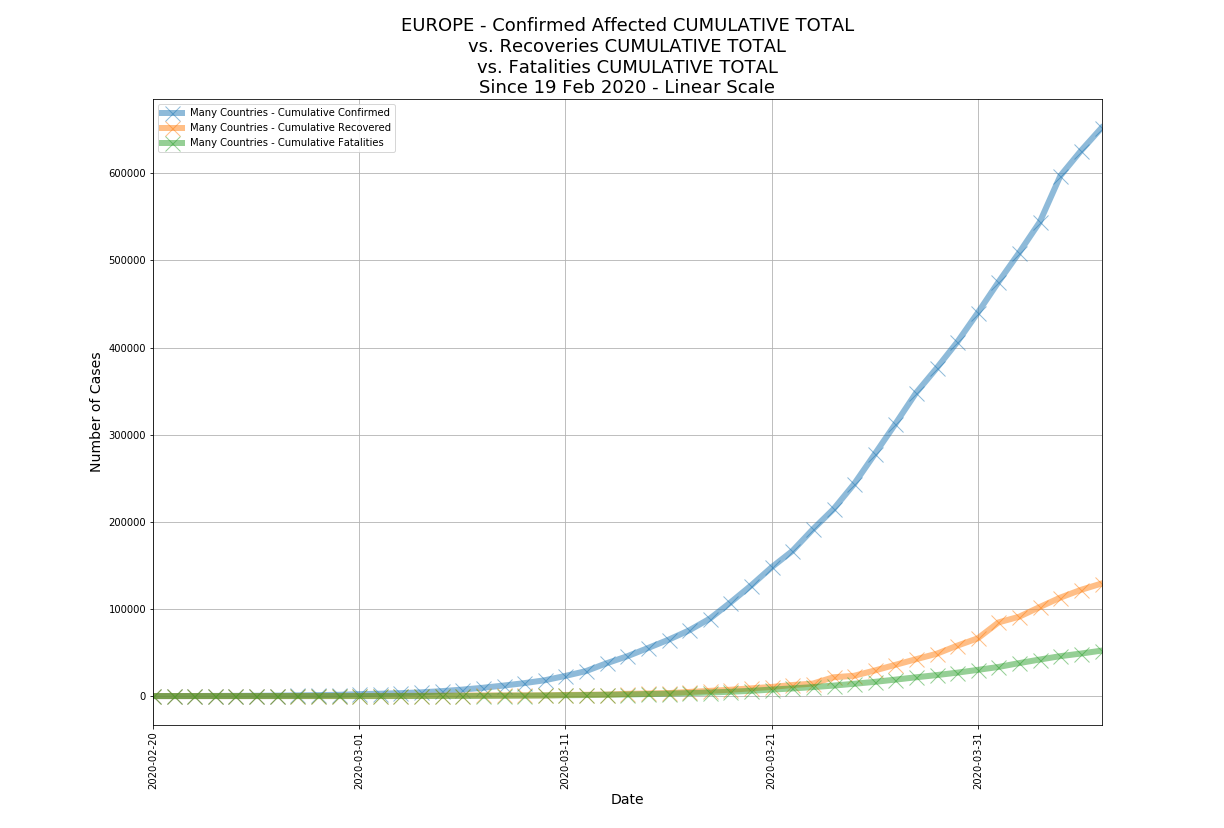 EUROPE - Confirmed Affected CUMULATIVE TOTAL
vs. Recoveries CUMULATIVE TOTAL
vs. Fatalities CUMULATIVE TOTAL
Since 19 Feb 2020 - Linear Scale
Many Countries - Cumulative Confirmed
Many Countries - Cumulative Recovered
Many Countries - Cumulative Fatalities
600000
500000
400000
300000
200000
100000
0
Number of Cases
2020-02-20
2020-03-01
2020-03-11
2020-03-21
2020-03-31
Date